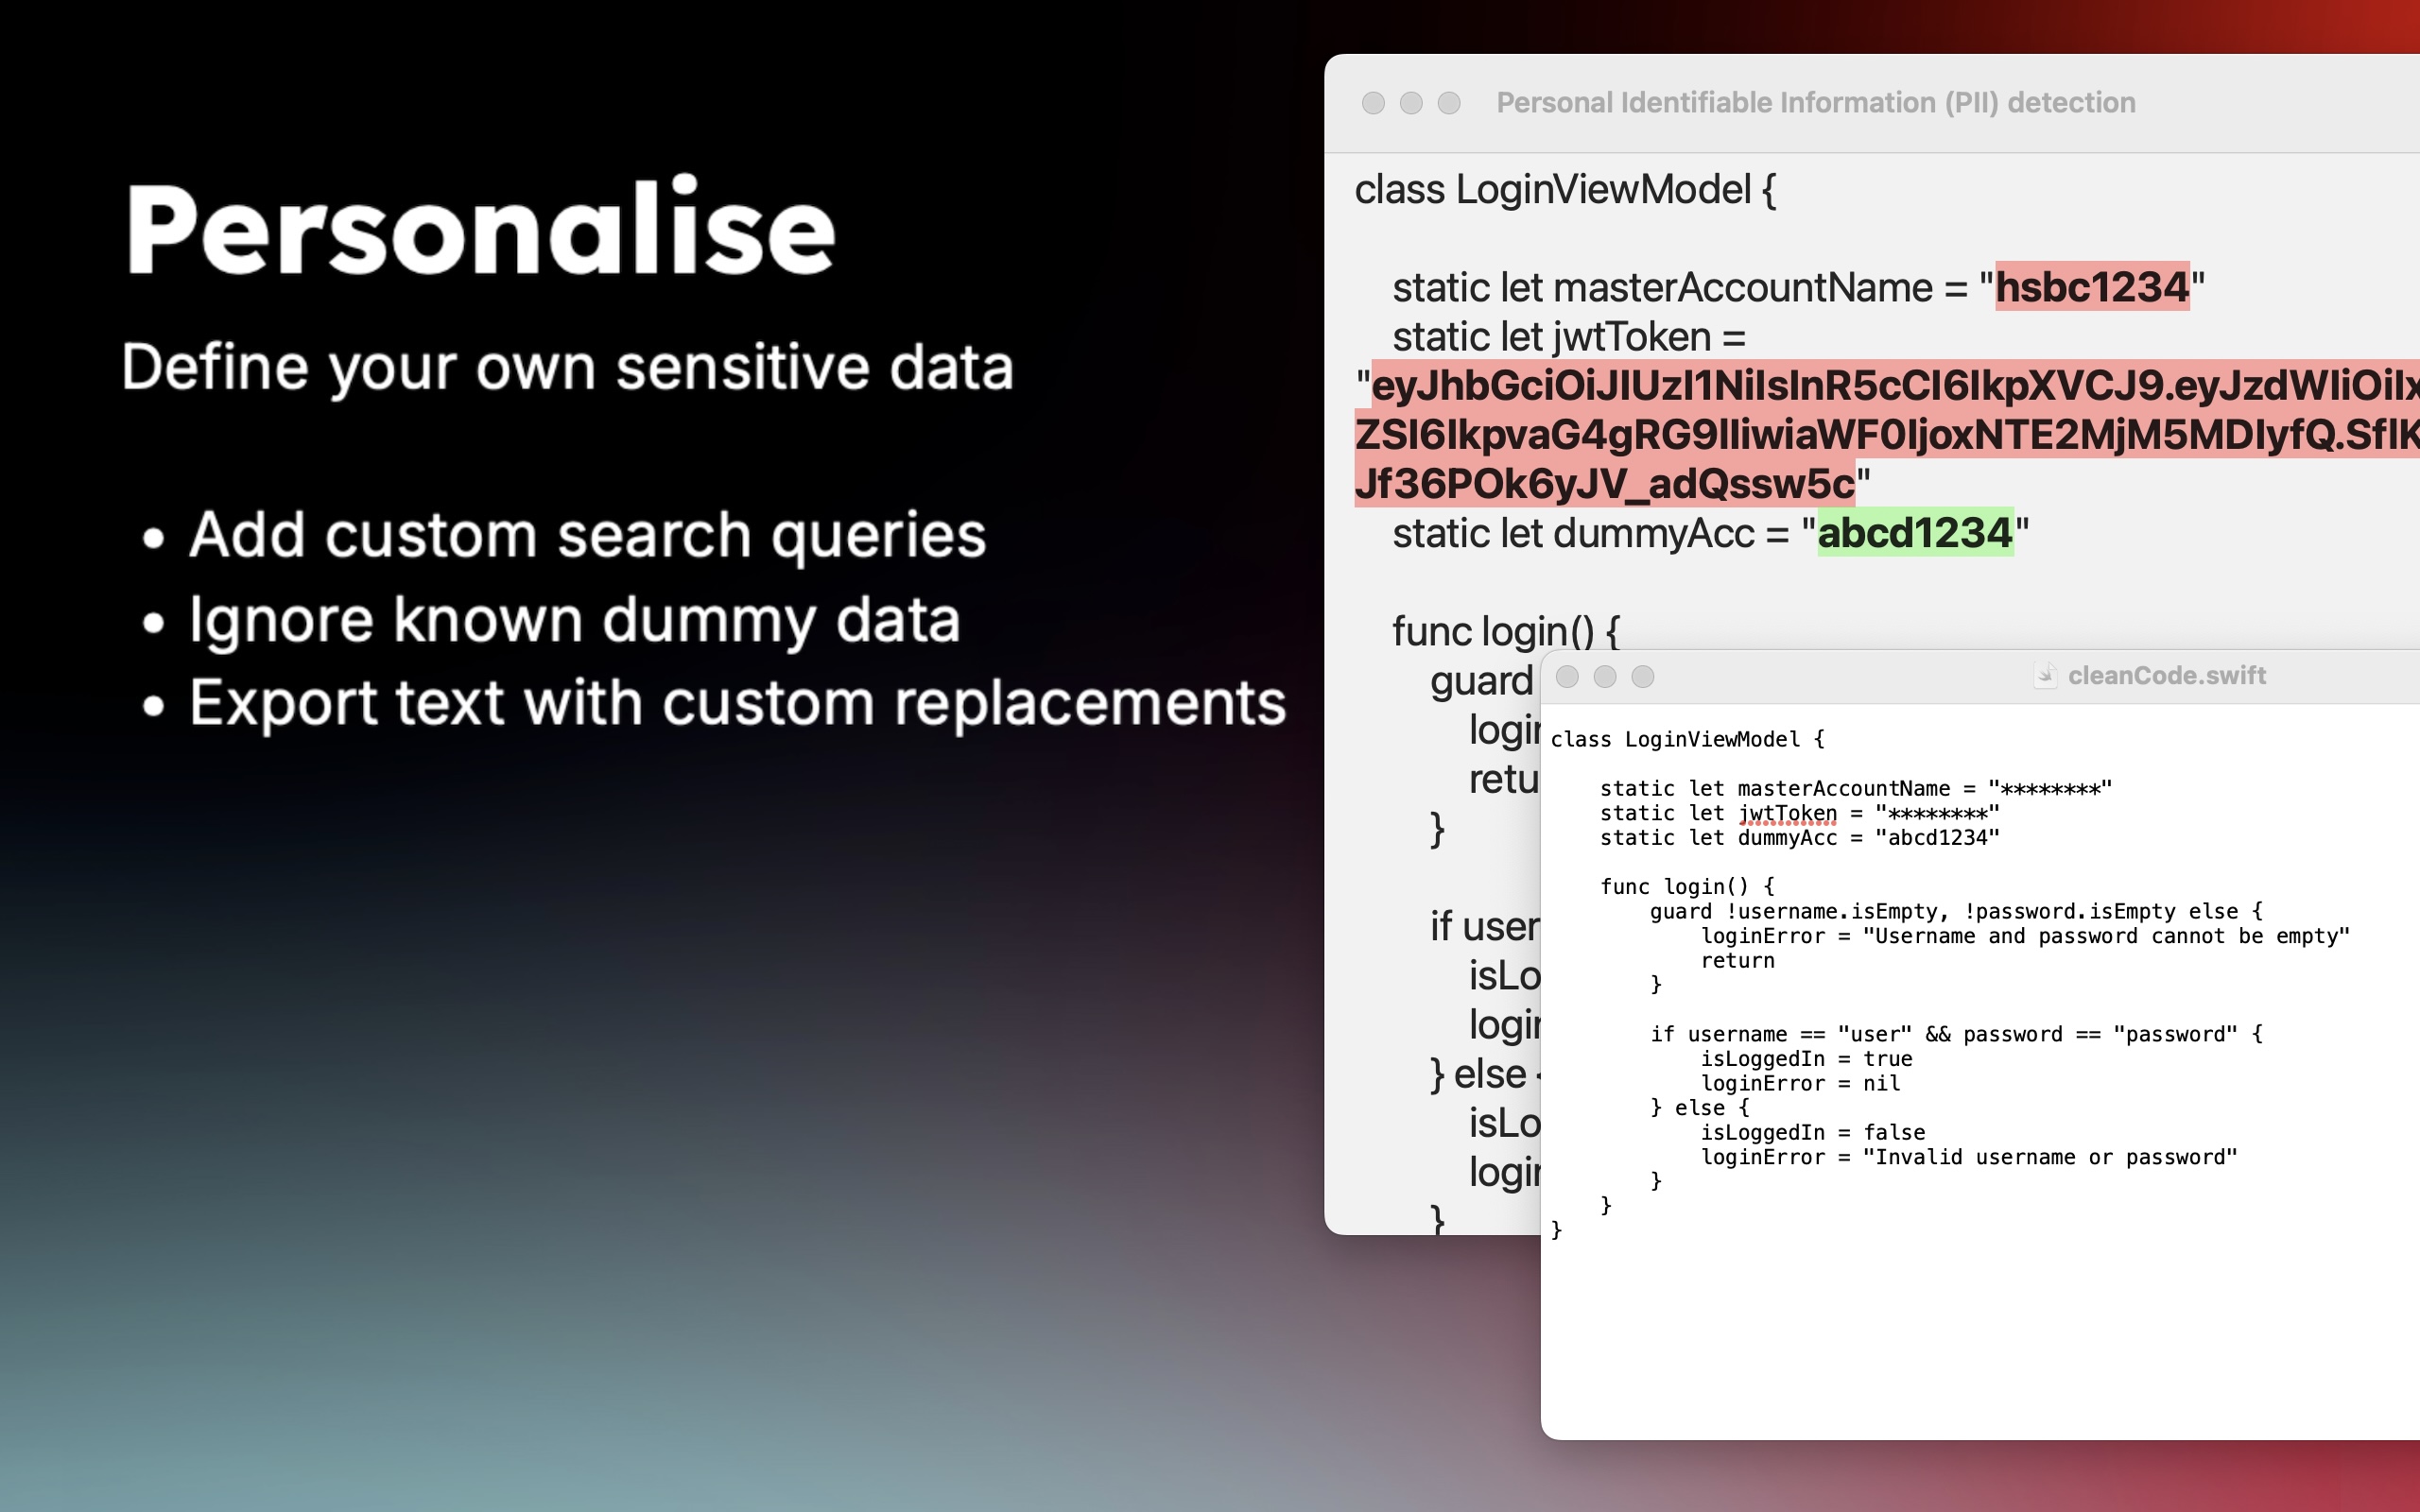 Personalise
Define your own sensitive data
• Add custom search queries
• Ignore known dummy data
• Export text with custom replacements
Personal Identifiable Information (PII) detection
class LoginViewModel {
static let masterAccountName = "hsbc1234"
static let jwtToken =
"eyJhbGciOiJIUzI1NiIsInR5cCI6IkpXVCJ9.eyJzdWIiOiIx
ZSI6IkpvaG4gRG9lIiwiaWF0IjoxNTE2MjM5MDIyfQ.SflK
Jf36POk6yJV_adQssw5c"
static let dummyAcc = "abcd1234"
func login() {
guard
login
retu
}
if user
isLo
login
} else {
isLo
login
}
cleanCode.swift
class LoginViewModel {
static let masterAccountName = "********"
static let jwtToken = "********"
static let dummyAcc = "abcd1234"
func login() {
guard !username.isEmpty, !password.isEmpty else {
loginError = "Username and password cannot be empty"
return
}
if username == "user" && password == "password" {
isLoggedIn = true
loginError = nil
} else {
isLoggedIn = false
loginError = "Invalid username or password"
}
}
}